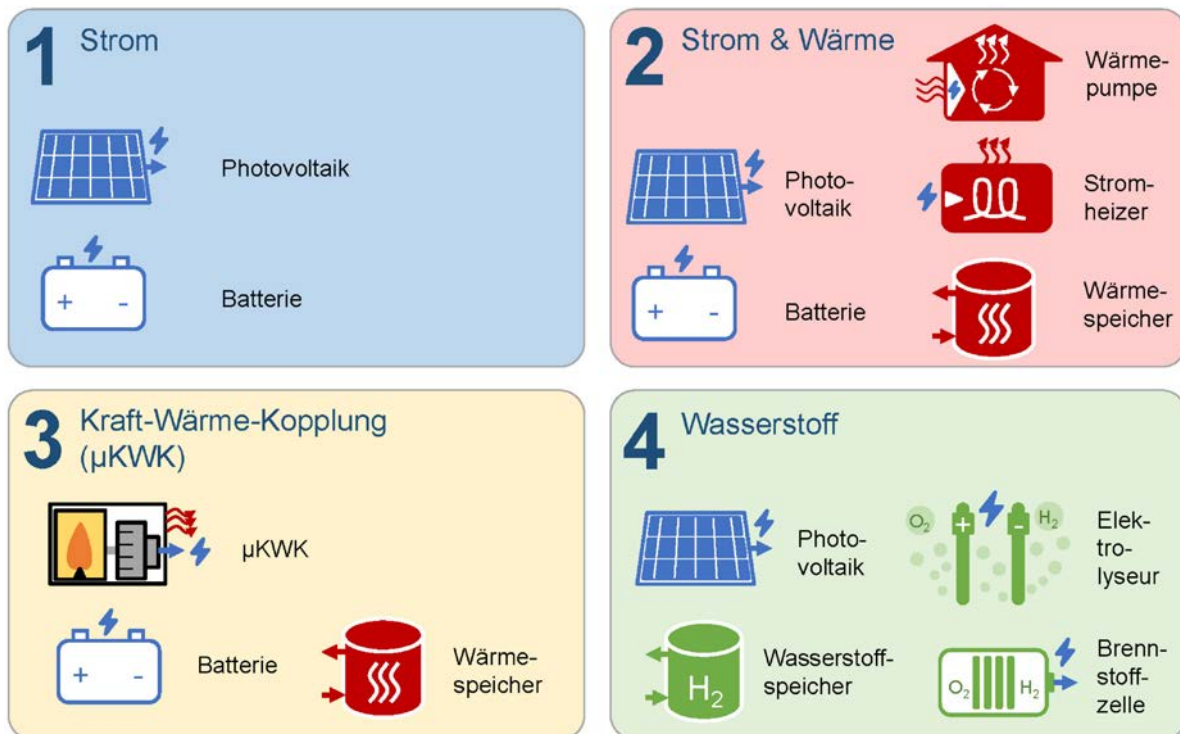 1 Strom
Photovoltaik
+ -
Batterie
2 Strom & Wärme
Wärme-
pumpe
Photo-
voltaik
Strom-
heizer
+ -
Batterie
Wärme-
speicher
3 Kraft-Wärme-Kopplung
(µKWK)
µKWK
+ -
Batterie
Wärme-
speicher
4 Wasserstoff
Photo-
voltaik
O2 + - H2
Elek-
tro-
lyseur
H2
Wasserstoff-
speicher
O2 H2
Brenn-
stoff-
zelle